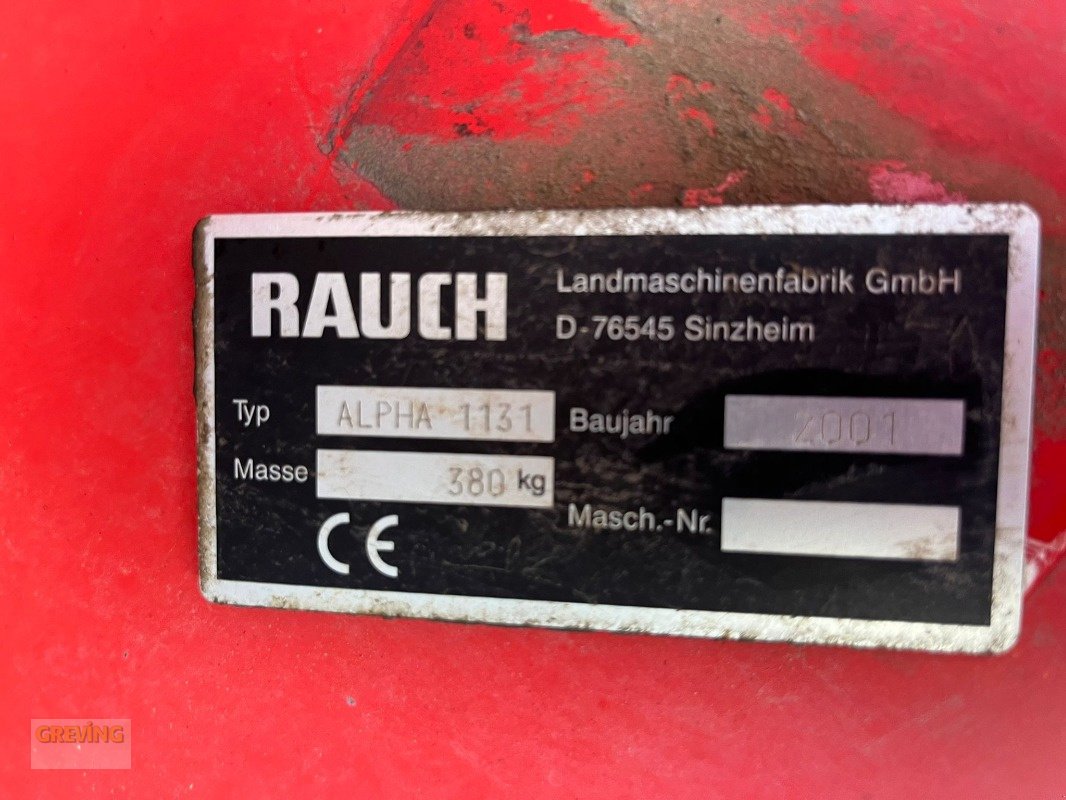 RAUCH
Landmaschinenfabrik GmbH
D-76545 Sinzheim
Typ ALPHA 1131
Baujahr 2001
Masse 380 kg
Masch.-Nr.
CE
GREVING